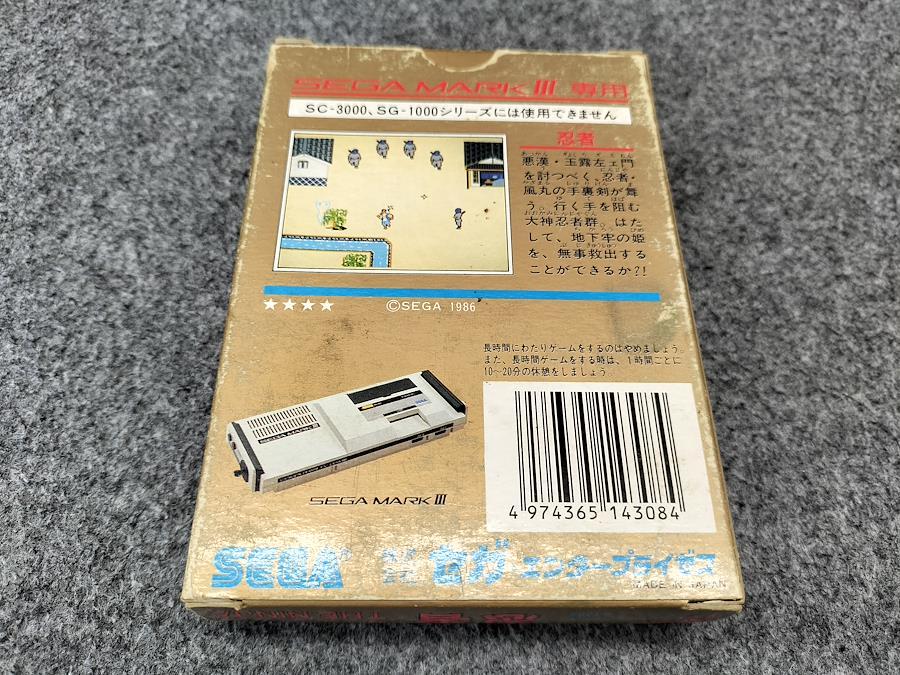 SEGA MARK III 専用
SC-3000、SG-1000シリーズには使用できません
忍者
悪漢・玉露左ェ門
を討つべく、忍者・
風丸の手裏剣が舞
う。行く手を阻む
犬神忍者群。はた
して、地下牢の姫
を、無事救出する
ことができるか?!
★★★★
©SEGA 1986
長時間にわたりゲームをするのはやめましょう。
また、長時間ゲームをする時は、1時間ごとに
10~20分の休憩をしましょう。
SEGA MARK III
SEGA MARK III
4 974365 143084
SEGA
セガ・エンタープライゼス
MADE IN JAPAN